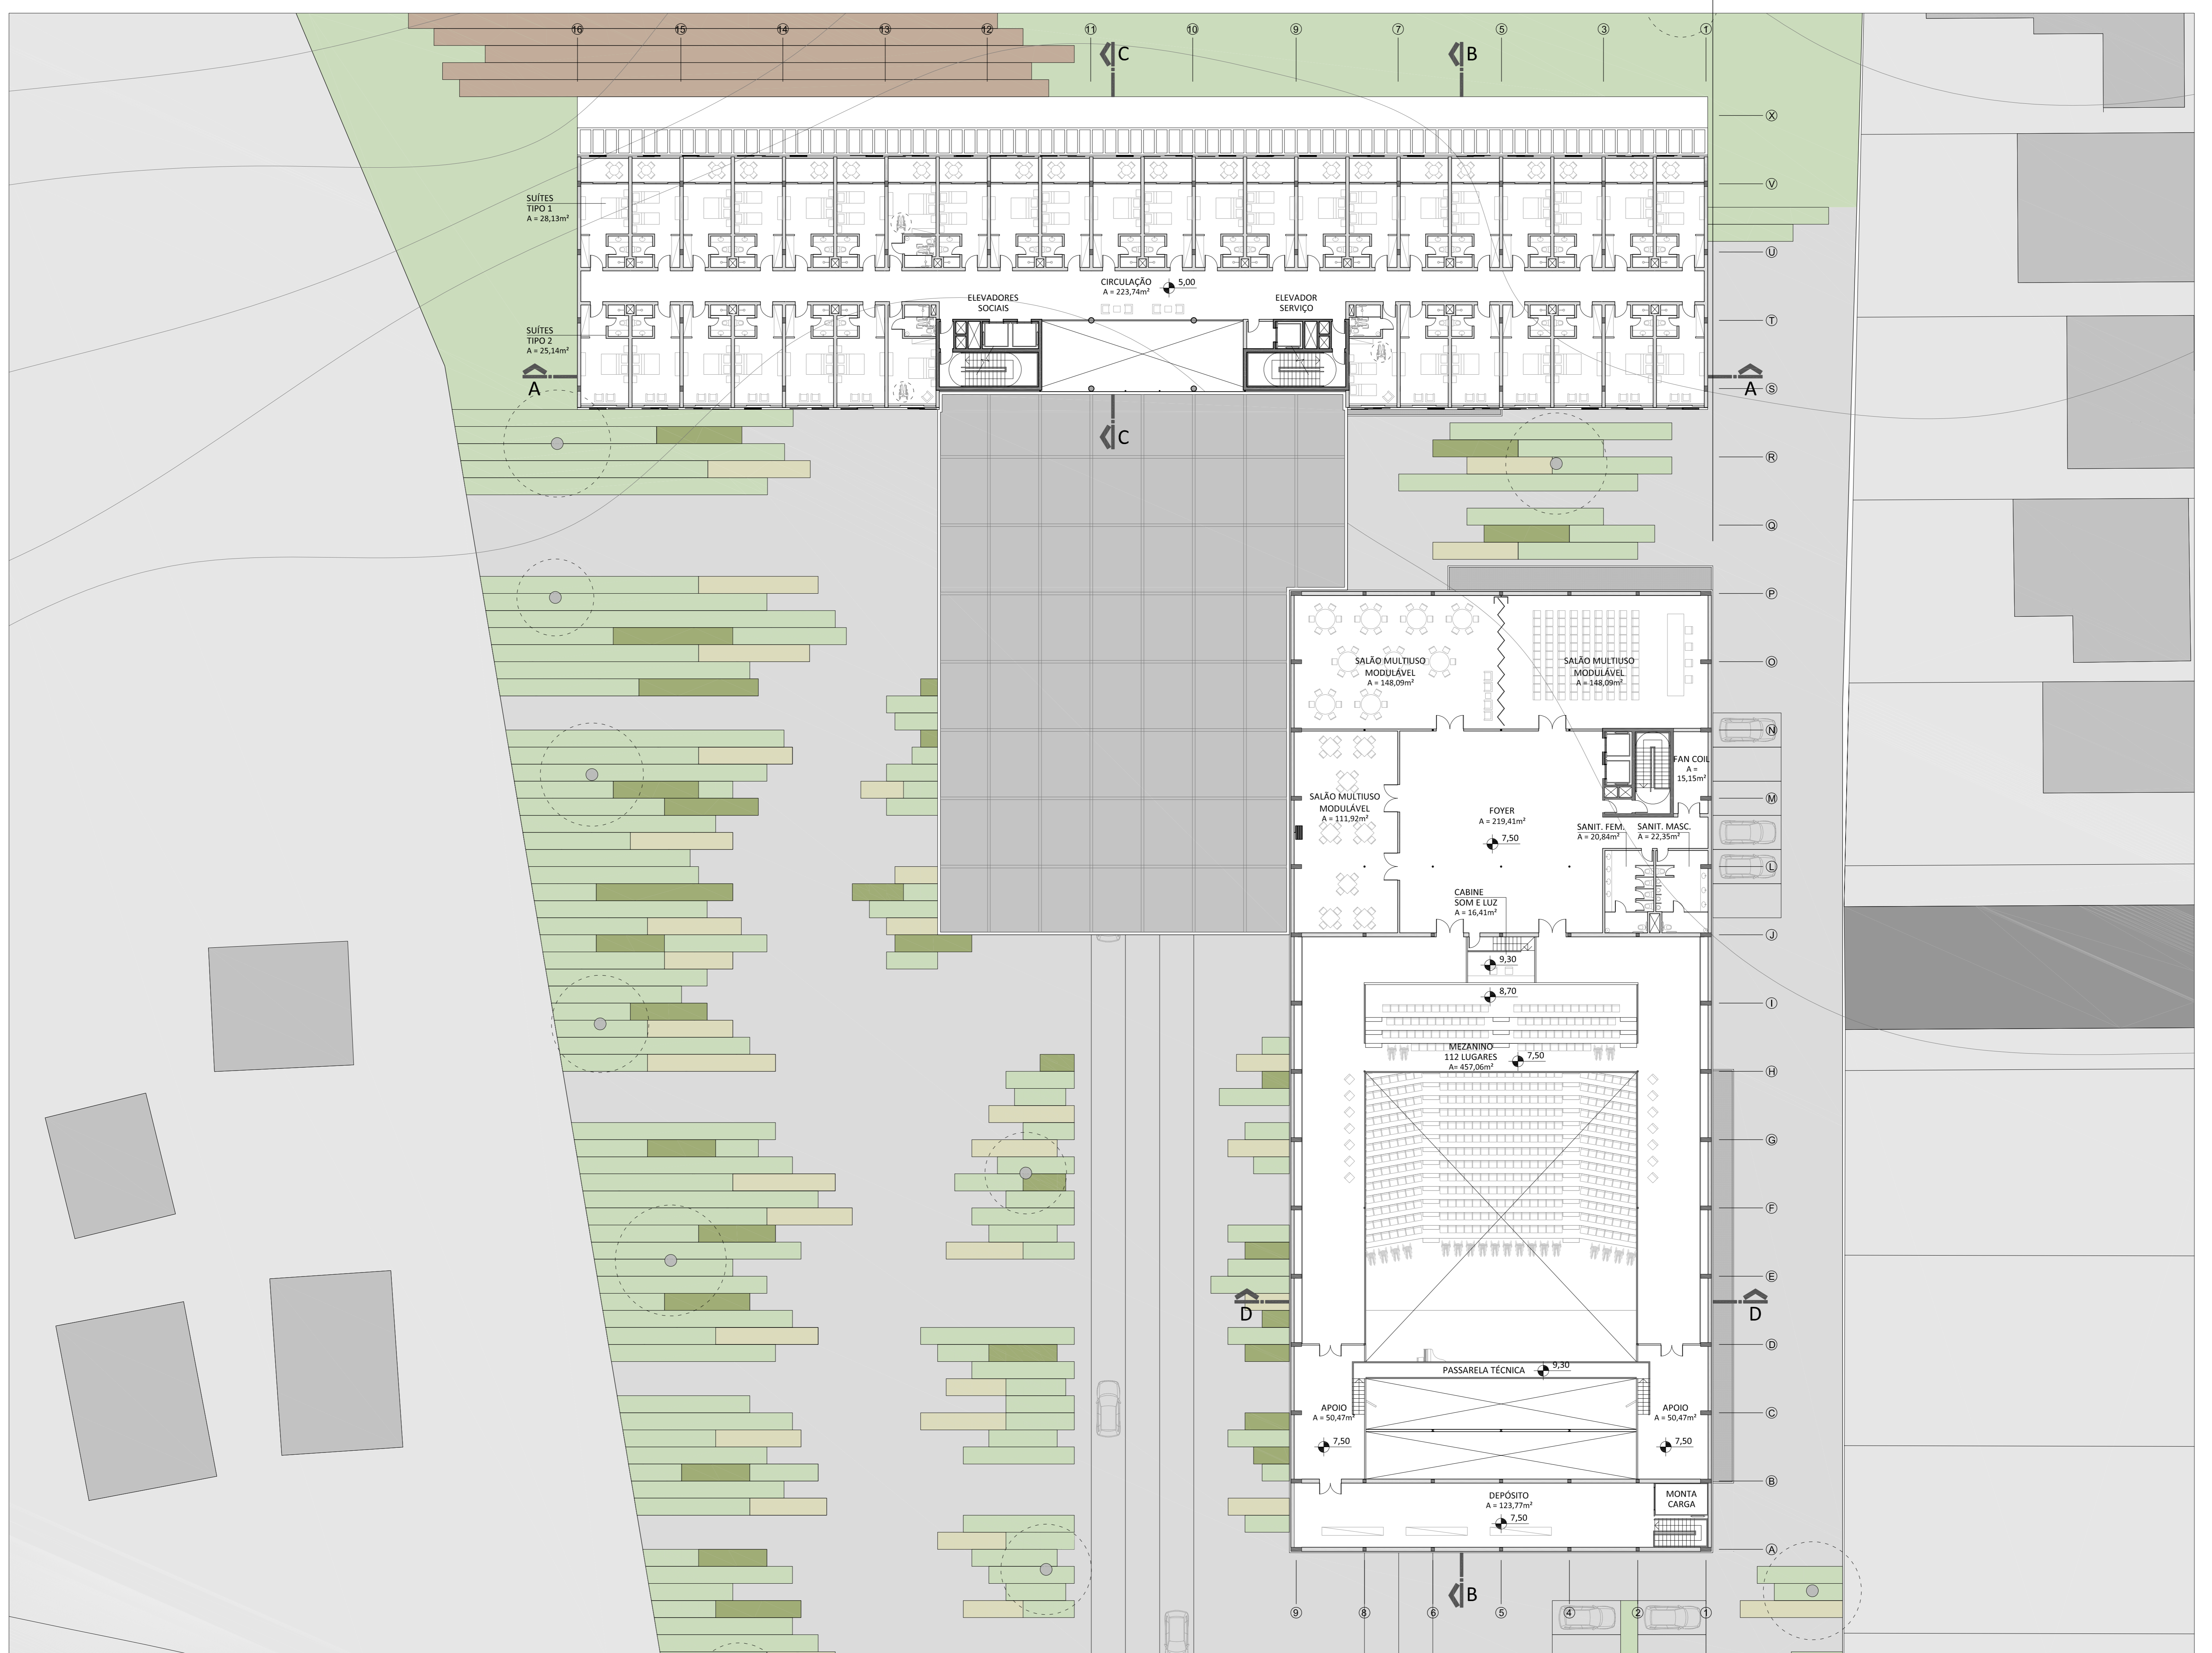 16 15 14 13 12 11 10 9 7 5 3 1
C B
X
V
SUÍTES
TIPO 1
A = 28,13m²
U
CIRCULAÇÃO
A = 223,74m²
5,00
ELEVADORES
SOCIAIS
ELEVADOR
SERVIÇO
T
SUÍTES
TIPO 2
A = 25,14m²
A A
S
C
R
Q
P
SALÃO MULTIUSO
MODULÁVEL
A = 148,09m²
SALÃO MULTIUSO
MODULÁVEL
A = 148,09m²
O
N
FAN COIL
A =
15,15m²
SALÃO MULTIUSO
MODULÁVEL
A = 111,92m²
M
FOYER
A = 219,41m²
7,50
SANIT. FEM.
A = 20,84m²
SANIT. MASC.
A = 22,35m²
L
CABINE
SOM E LUZ
A = 16,41m²
J
9,30
8,70
I
MEZANINO
112 LUGARES
A= 457,06m²
7,50
H
G
F
E
D D
D
PASSARELA TÉCNICA
9,30
APOIO
A = 50,47m²
7,50
APOIO
A = 50,47m²
7,50
C
B
DEPÓSITO
A = 123,77m²
7,50
MONTA
CARGA
A
B
9 8 6 5 4 2 1